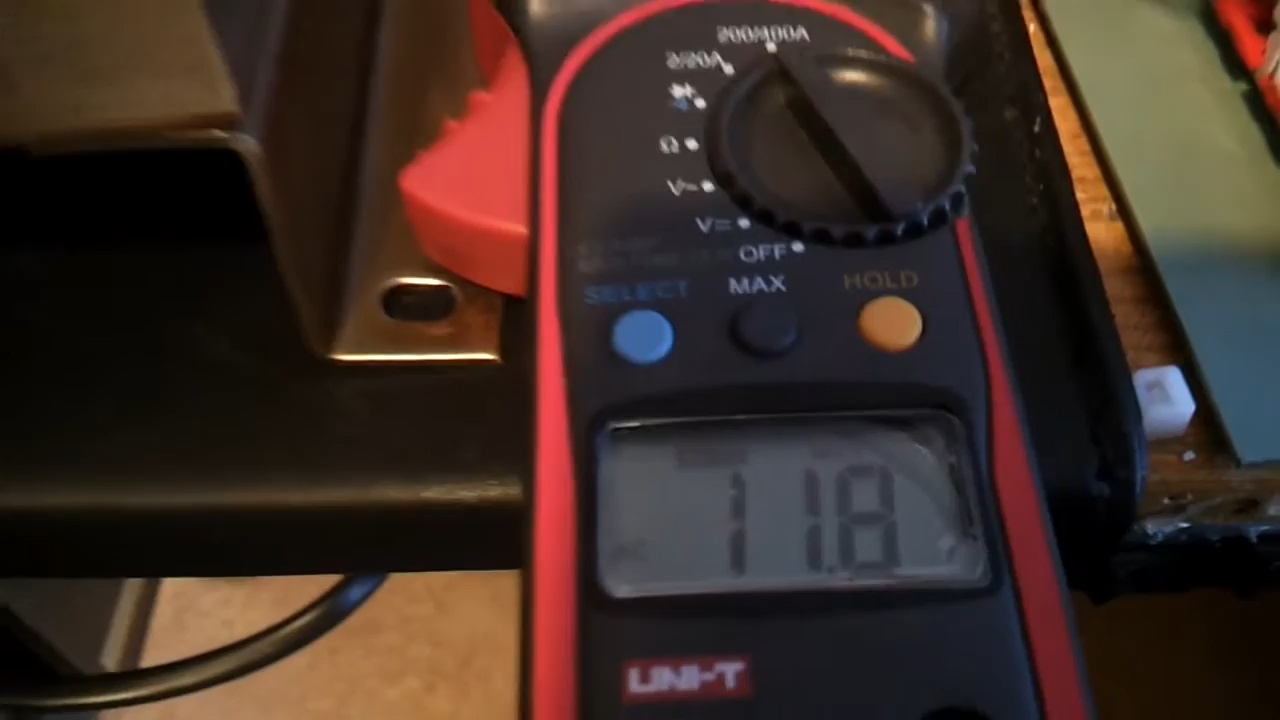 200/400A
2/20A
Ω
V~
V=
OFF
SELECT
MAX
HOLD
11.8
UNI-T